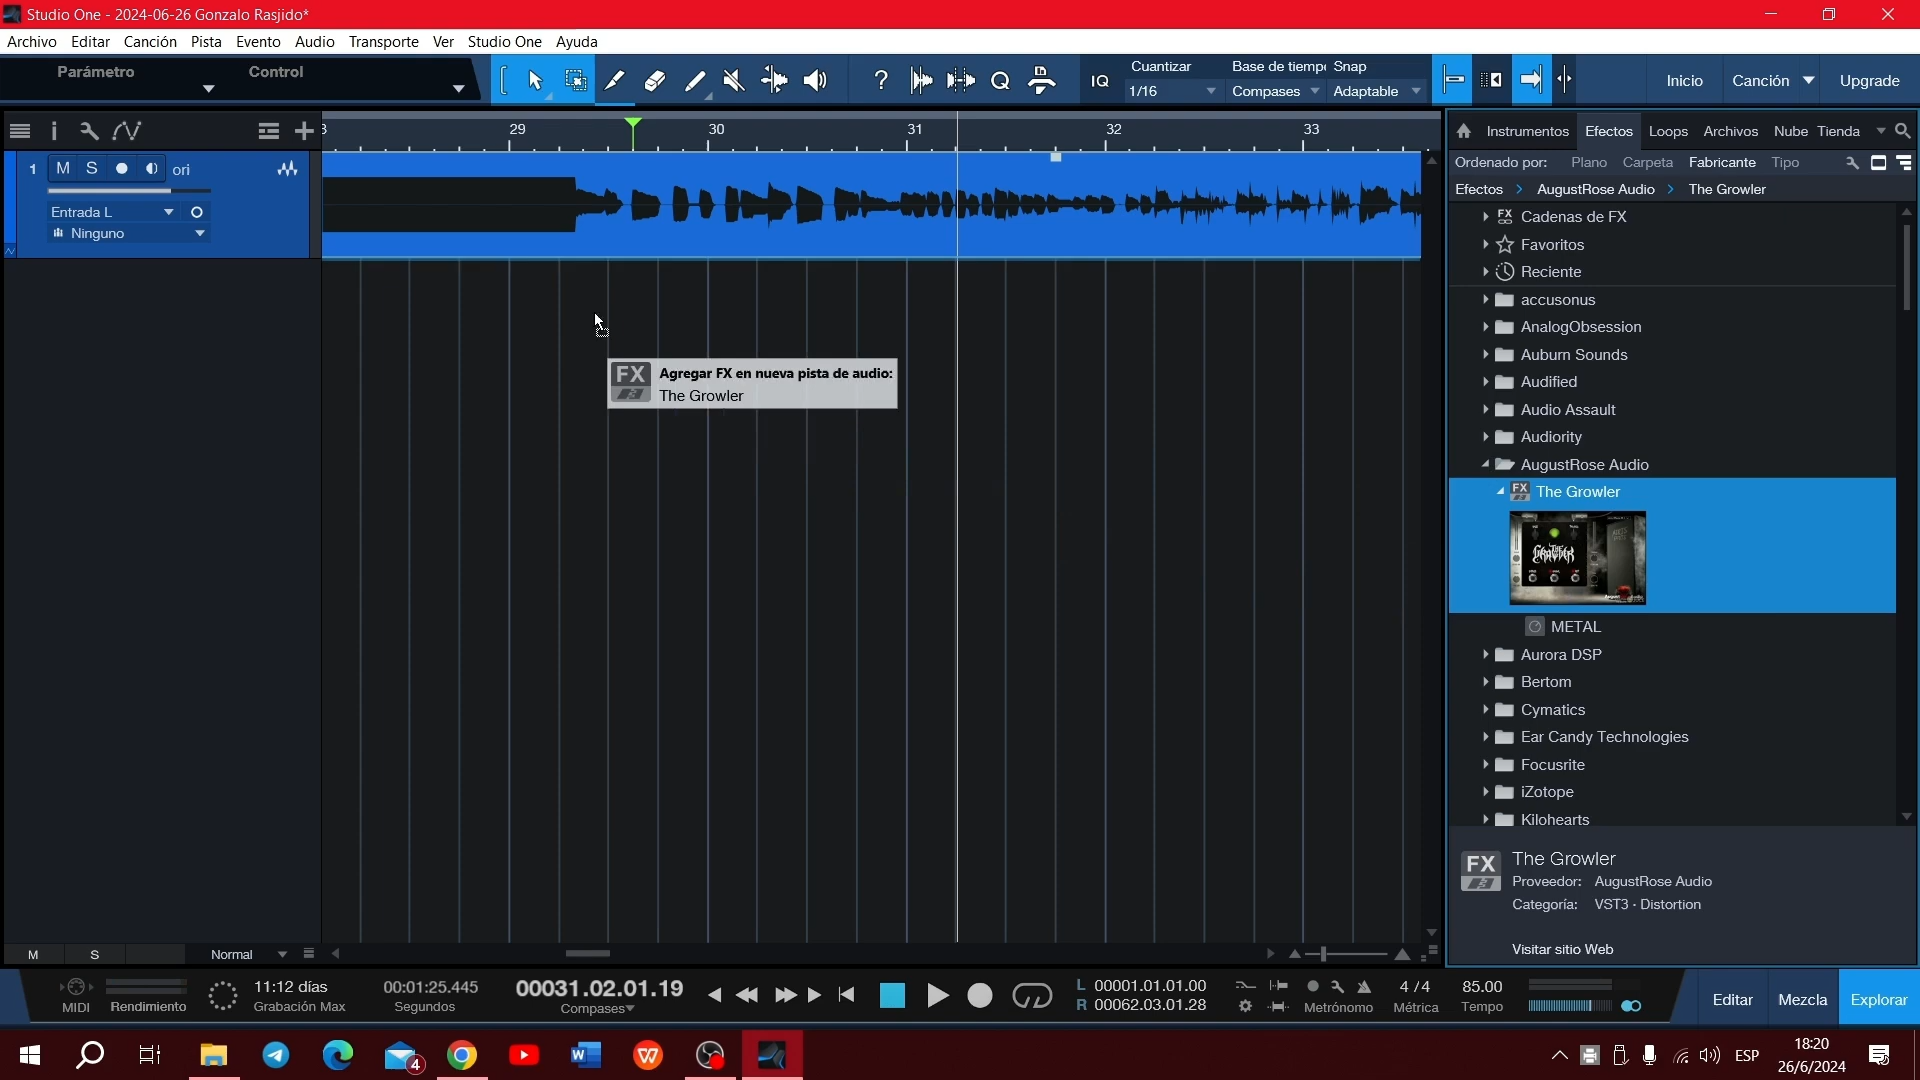 Studio One - 2024-06-26 Gonzalo Rasjido*
Archivo Editar Canción Pista Evento Audio Transporte Ver Studio One Ayuda
Parámetro Control
IQ
Cuantizar Base de tiempo Snap
1/16 Compases Adaptable
Inicio Canción Upgrade
29 30 31 32 33
1 M S ori
Entrada L
Ninguno
Agregar FX en nueva pista de audio:
FX
The Growler
Instrumentos Efectos Loops Archivos Nube Tienda
Ordenado por: Plano Carpeta Fabricante Tipo
Efectos > AugustRose Audio > The Growler
FX Cadenas de FX
Favoritos
Reciente
accusonus
AnalogObsession
Auburn Sounds
Audified
Audio Assault
Audiority
AugustRose Audio
FX The Growler
METAL
Aurora DSP
Bertom
Cymatics
Ear Candy Technologies
Focusrite
iZotope
Kilohearts
FX
The Growler
Proveedor: AugustRose Audio
Categoría: VST3 · Distortion
Visitar sitio Web
M S Normal
MIDI
Rendimiento
11:12 días
Grabación Max
00:01:25.445
Segundos
00031.02.01.19
Compases
L 00001.01.01.00
R 00062.03.01.28
Metrónomo
4 / 4
Métrica
85.00
Tempo
Editar Mezcla Explorar
4
W
ESP
18:20
26/6/2024